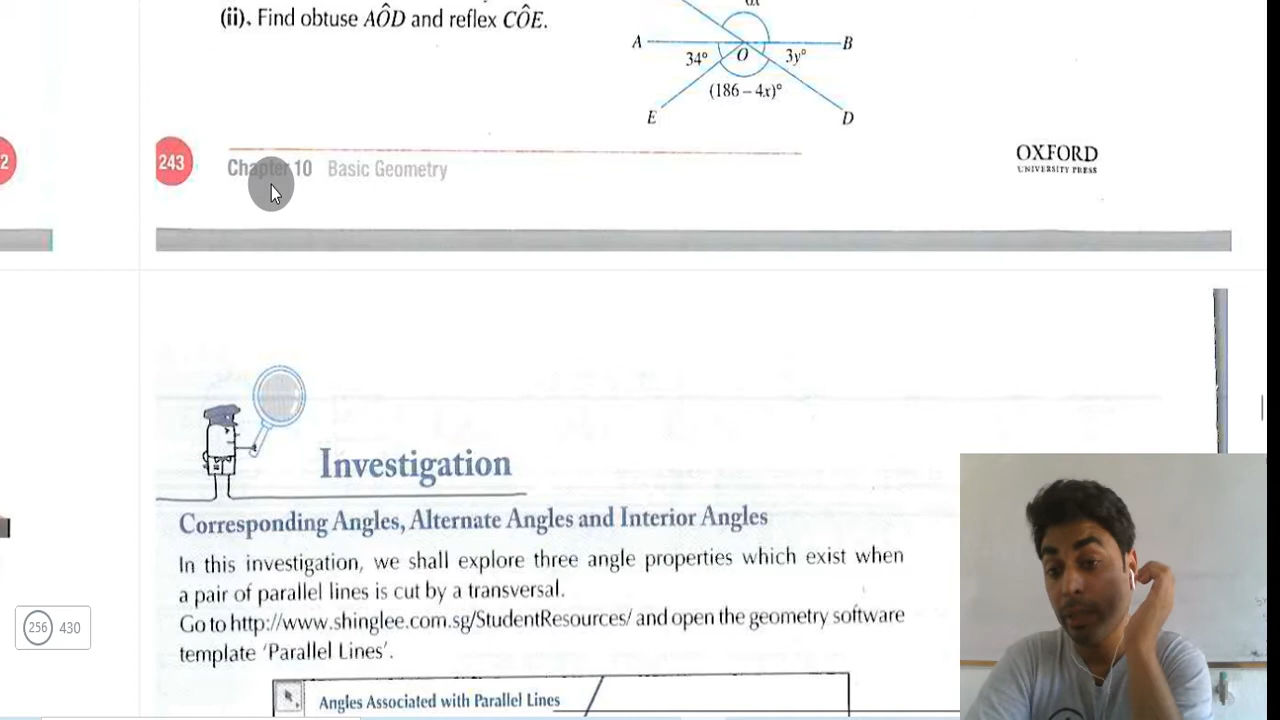 (ii). Find obtuse AÔD and reflex CÔE.
A
B
34°
O
3y°
(186 – 4x)°
E
D
2
243
Chapter 10 Basic Geometry
OXFORD
UNIVERSITY PRESS
Investigation
Corresponding Angles, Alternate Angles and Interior Angles
In this investigation, we shall explore three angle properties which exist when
a pair of parallel lines is cut by a transversal.
Go to http://www.shinglee.com.sg/StudentResources/ and open the geometry software
template 'Parallel Lines'.
256 430
Angles Associated with Parallel Lines